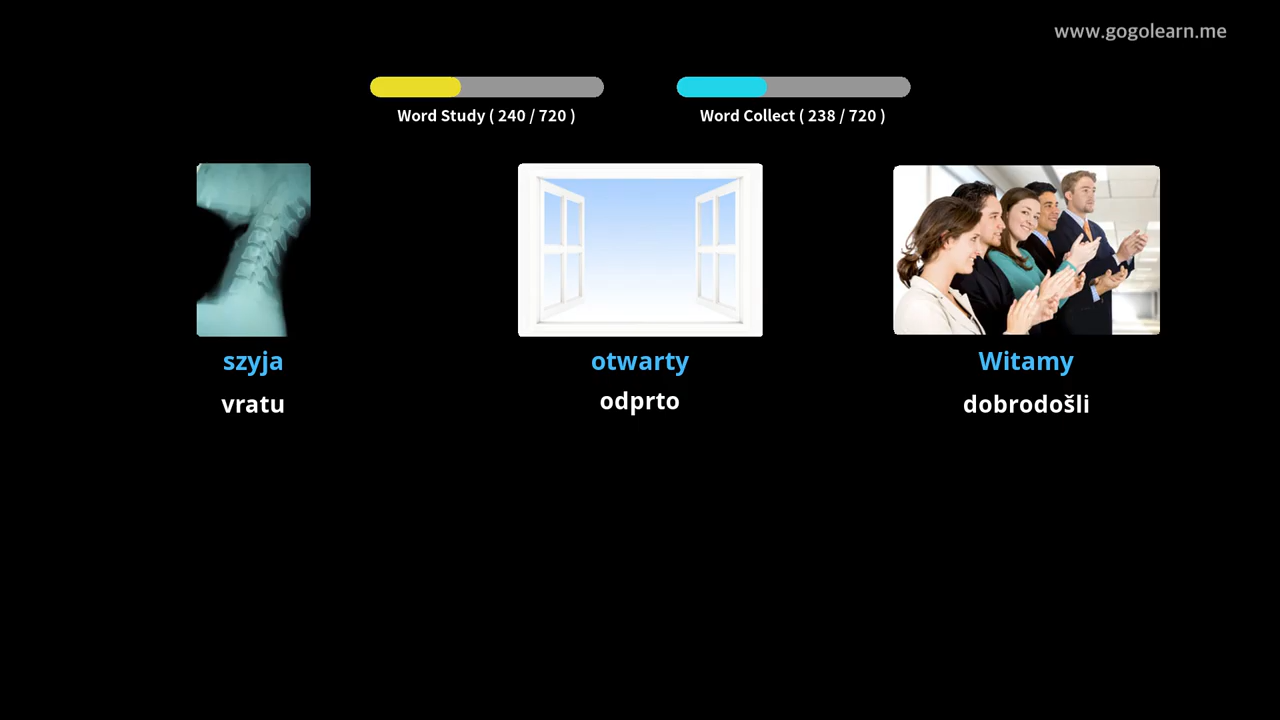 www.gogolearn.me
Word Study ( 240 / 720 )
Word Collect ( 238 / 720 )
szyja
otwarty
Witamy
vratu
odprto
dobrodošli